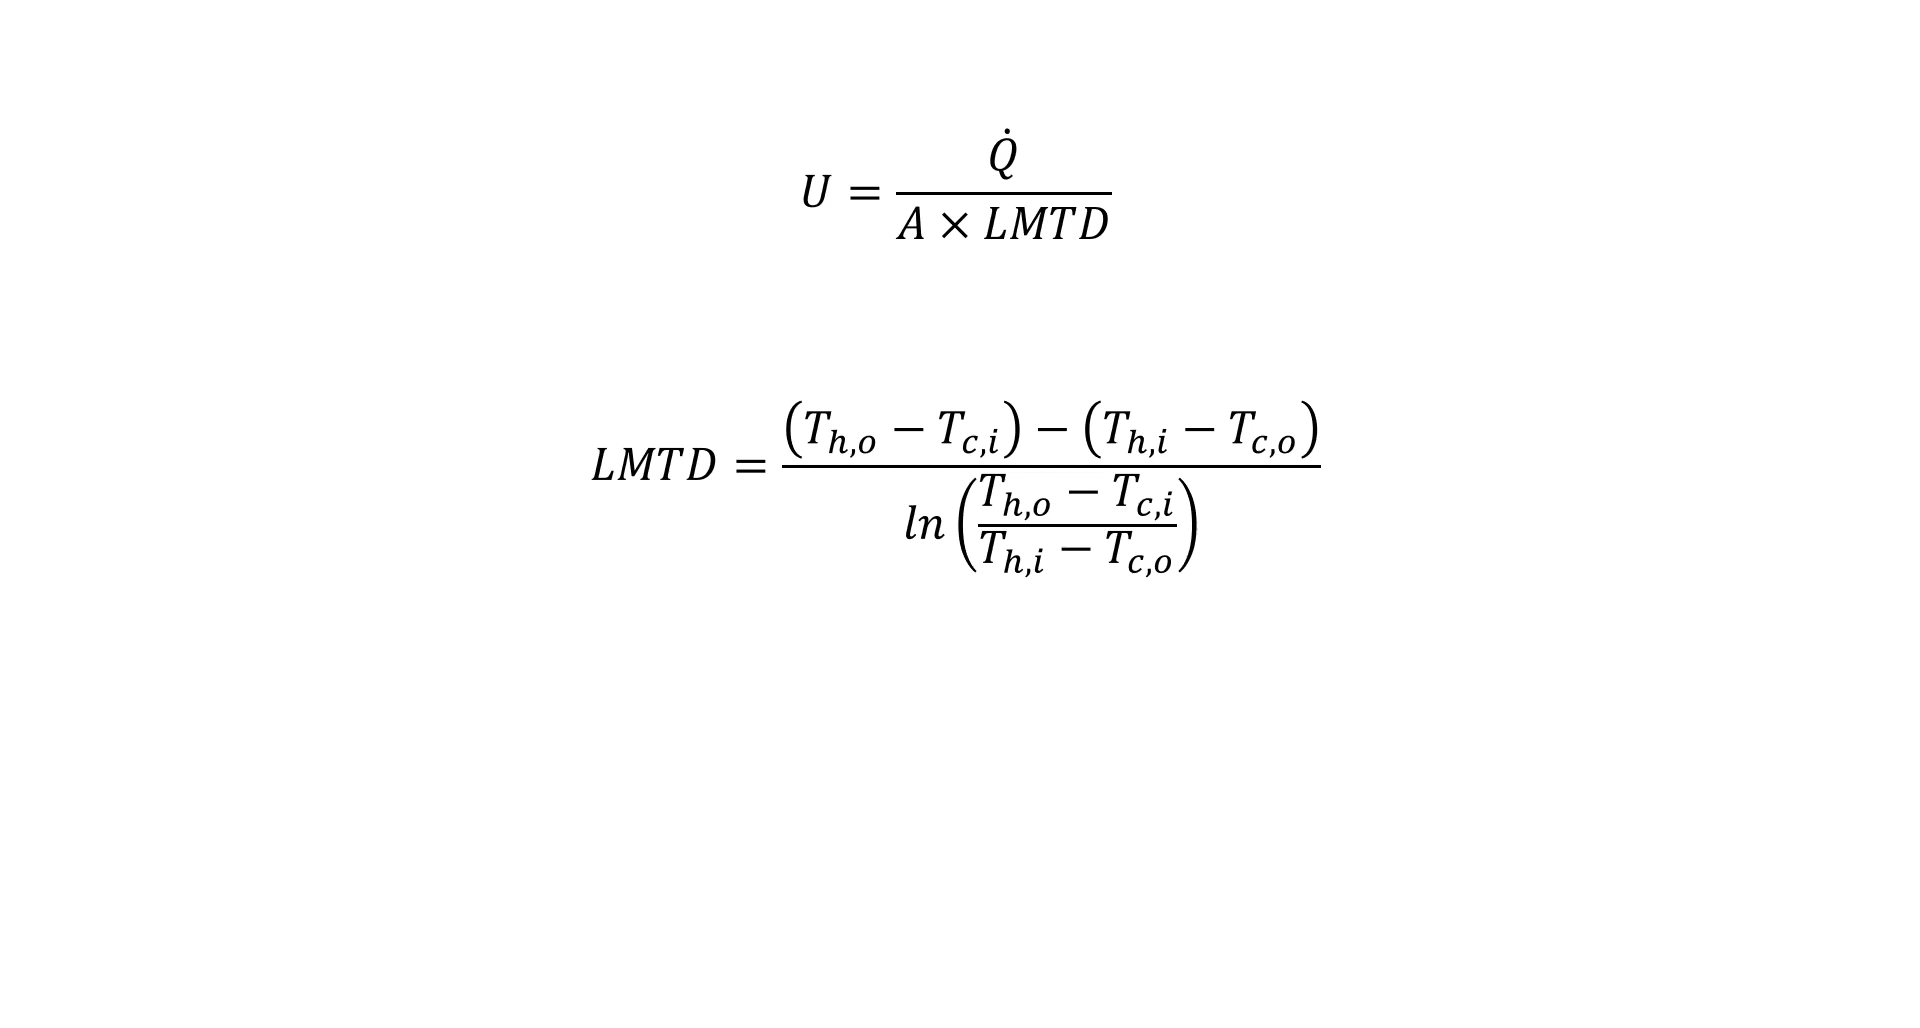 U = Q̇ / (A × LMTD)
LMTD = ((T_{h,o} − T_{c,i}) − (T_{h,i} − T_{c,o})) / ln((T_{h,o} − T_{c,i}) / (T_{h,i} − T_{c,o}))